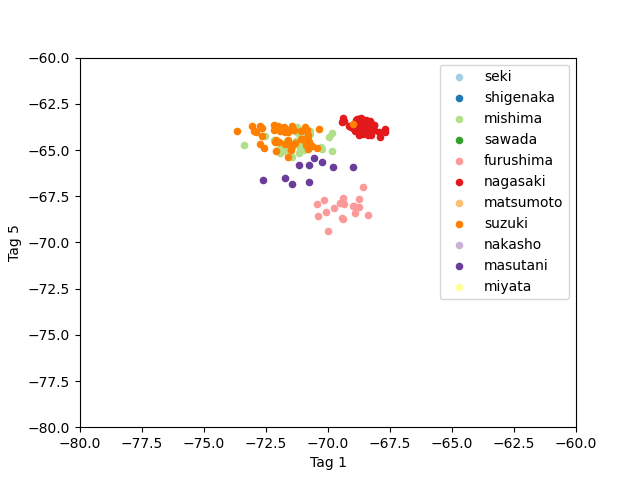 −60.0
−62.5
−65.0
−67.5
−70.0
−72.5
−75.0
−77.5
−80.0
Tag 5
seki
shigenaka
mishima
sawada
furushima
nagasaki
matsumoto
suzuki
nakasho
masutani
miyata
−80.0 −77.5 −75.0 −72.5 −70.0 −67.5 −65.0 −62.5 −60.0
Tag 1